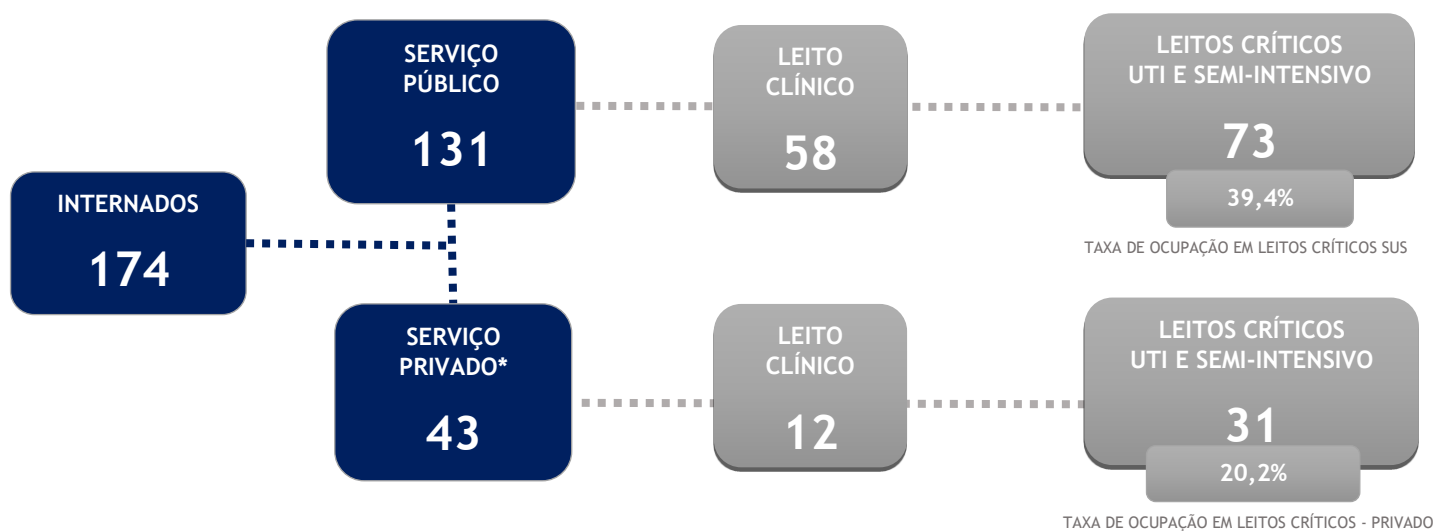 INTERNADOS
174
SERVIÇO
PÚBLICO
131
LEITO
CLÍNICO
58
LEITOS CRÍTICOS
UTI E SEMI-INTENSIVO
73
39,4%
TAXA DE OCUPAÇÃO EM LEITOS CRÍTICOS SUS
SERVIÇO
PRIVADO*
43
LEITO
CLÍNICO
12
LEITOS CRÍTICOS
UTI E SEMI-INTENSIVO
31
20,2%
TAXA DE OCUPAÇÃO EM LEITOS CRÍTICOS - PRIVADO